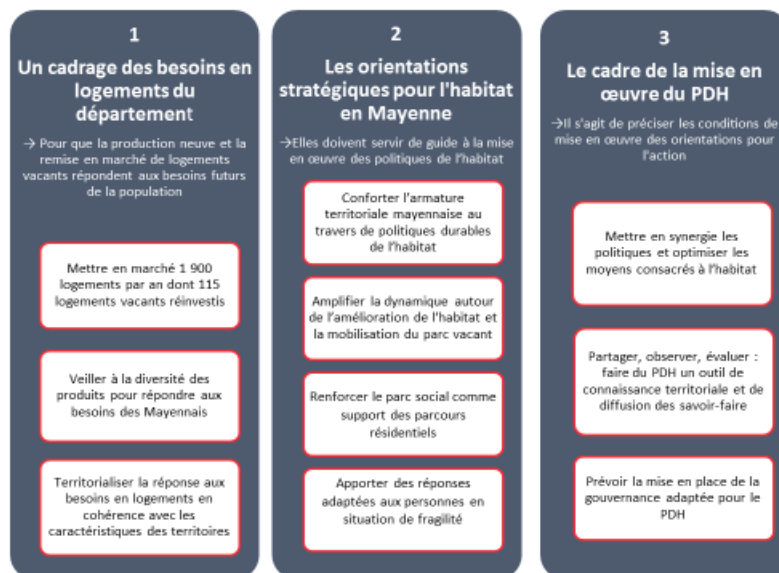 1
Un cadrage des besoins en
logements du
département
→ Pour que la production neuve et la
remise en marché de logements
vacants répondent aux besoins futurs
de la population
Mettre en marché 1 900
logements par an dont 115
logements vacants réinvestis
Veiller à la diversité des
produits pour répondre aux
besoins des Mayennais
Territorialiser la réponse aux
besoins en logements en
cohérence avec les
caractéristiques des territoires
2
Les orientations
stratégiques pour l'habitat
en Mayenne
→Elles doivent servir de guide à la mise
en œuvre des politiques de l'habitat
Conforter l'armature
territoriale mayennaise au
travers de politiques durables
de l'habitat
Amplifier la dynamique autour
de l'amélioration de l'habitat et
la mobilisation du parc vacant
Renforcer le parc social comme
support des parcours
résidentiels
Apporter des réponses
adaptées aux personnes en
situation de fragilité
3
Le cadre de la mise en
œuvre du PDH
→Il s'agit de préciser les conditions de
mise en œuvre des orientations pour
l'action
Mettre en synergie les
politiques et optimiser les
moyens consacrés à l'habitat
Partager, observer, évaluer :
faire du PDH un outil de
connaissance territoriale et de
diffusion des savoir-faire
Prévoir la mise en place de la
gouvernance adaptée pour le
PDH